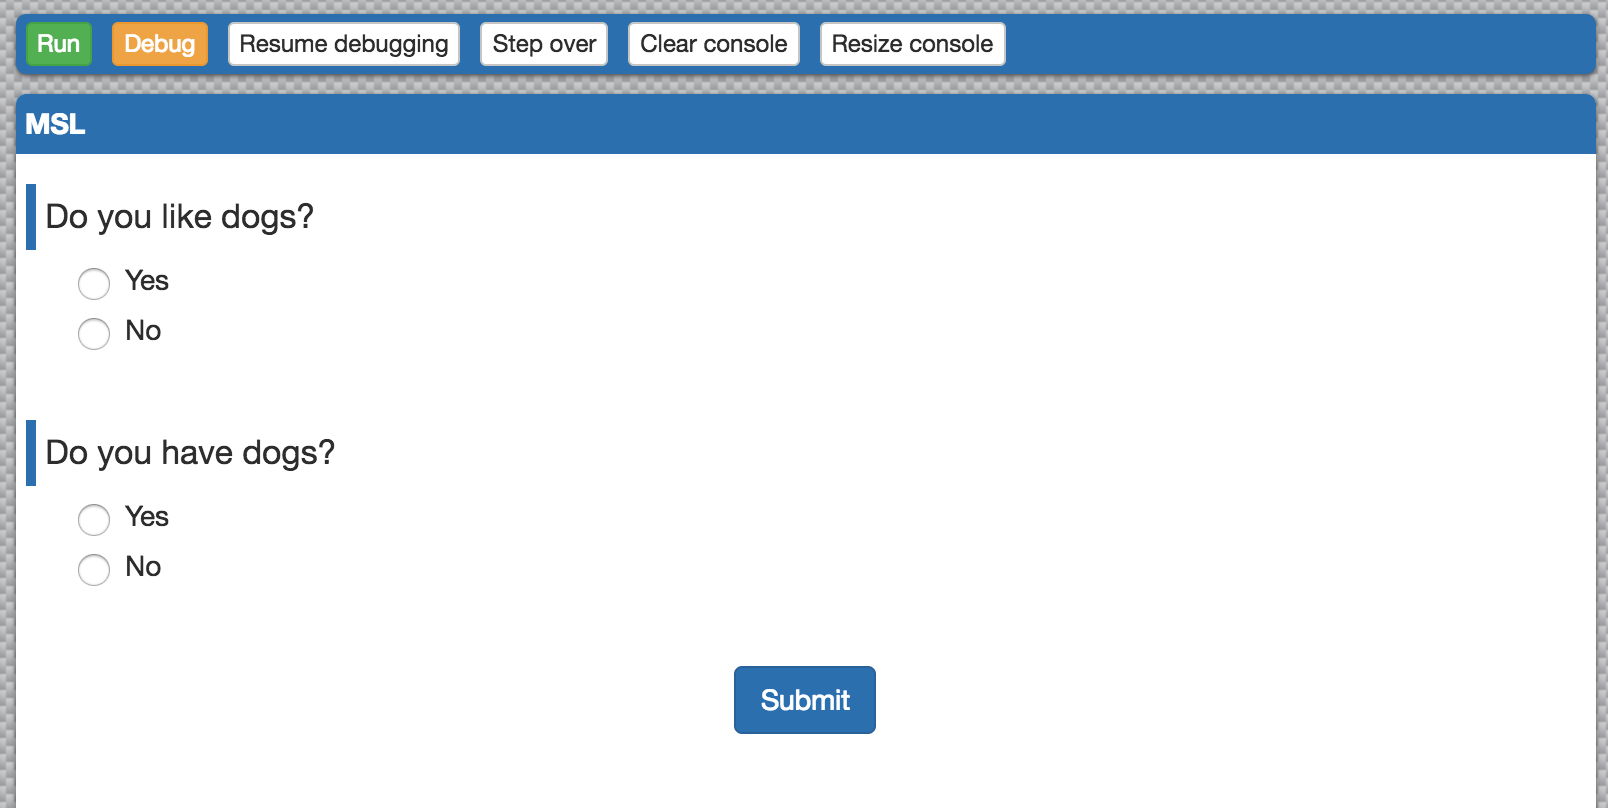 Run Debug Resume debugging Step over Clear console Resize console
MSL
Do you like dogs?
Yes
No
Do you have dogs?
Yes
No
Submit